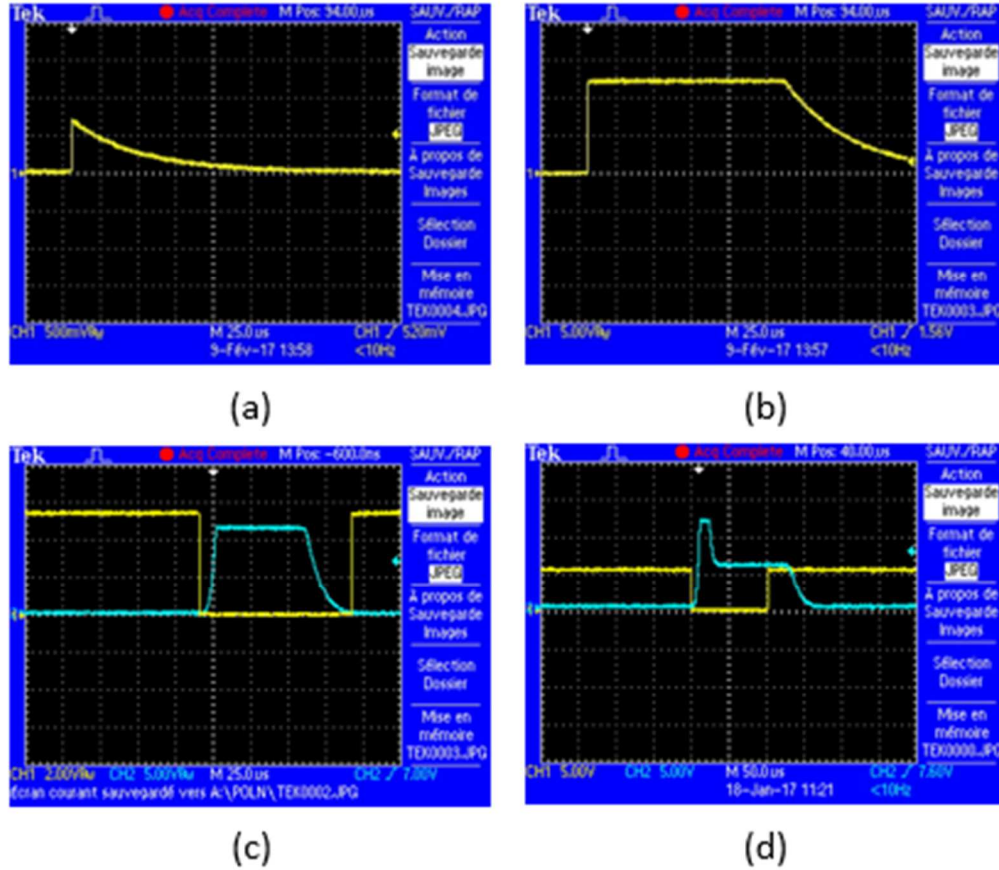 Tek Acq Complete M Pos: 94.00us SAUV./RAP
Action
Sauvegarde
image
Format de
fichier
JPEG
À propos de
Sauvegarde
Images
Sélection
Dossier
Mise en
mémoire
TEK0004.JPG
1
CH1 500mVBw M 25.0us CH1 520mV
9-Fév-17 13:58 <10Hz
(a)
Tek Acq Complete M Pos: 94.00us SAUV./RAP
Action
Sauvegarde
image
Format de
fichier
JPEG
À propos de
Sauvegarde
Images
Sélection
Dossier
Mise en
mémoire
TEK0003.JPG
1
CH1 5.00VBw M 25.0us CH1 1.56V
9-Fév-17 13:57 <10Hz
(b)
Tek Acq Complete M Pos: -600.0ns SAUV./RAP
Action
Sauvegarde
image
Format de
fichier
JPEG
À propos de
Sauvegarde
Images
Sélection
Dossier
Mise en
mémoire
TEK0003.JPG
CH1 2.00VBw CH2 5.00VBw M 25.0us CH2 7.00V
Écran courant sauvegardé vers A:\POLN\TEK0002.JPG
(c)
Tek Acq Complete M Pos: 40.00us SAUV./RAP
Action
Sauvegarde
image
Format de
fichier
JPEG
À propos de
Sauvegarde
Images
Sélection
Dossier
Mise en
mémoire
TEK0000.JPG
CH1 5.00V CH2 5.00V M 50.0us CH2 7.60V
18-Jan-17 11:21 <10Hz
(d)